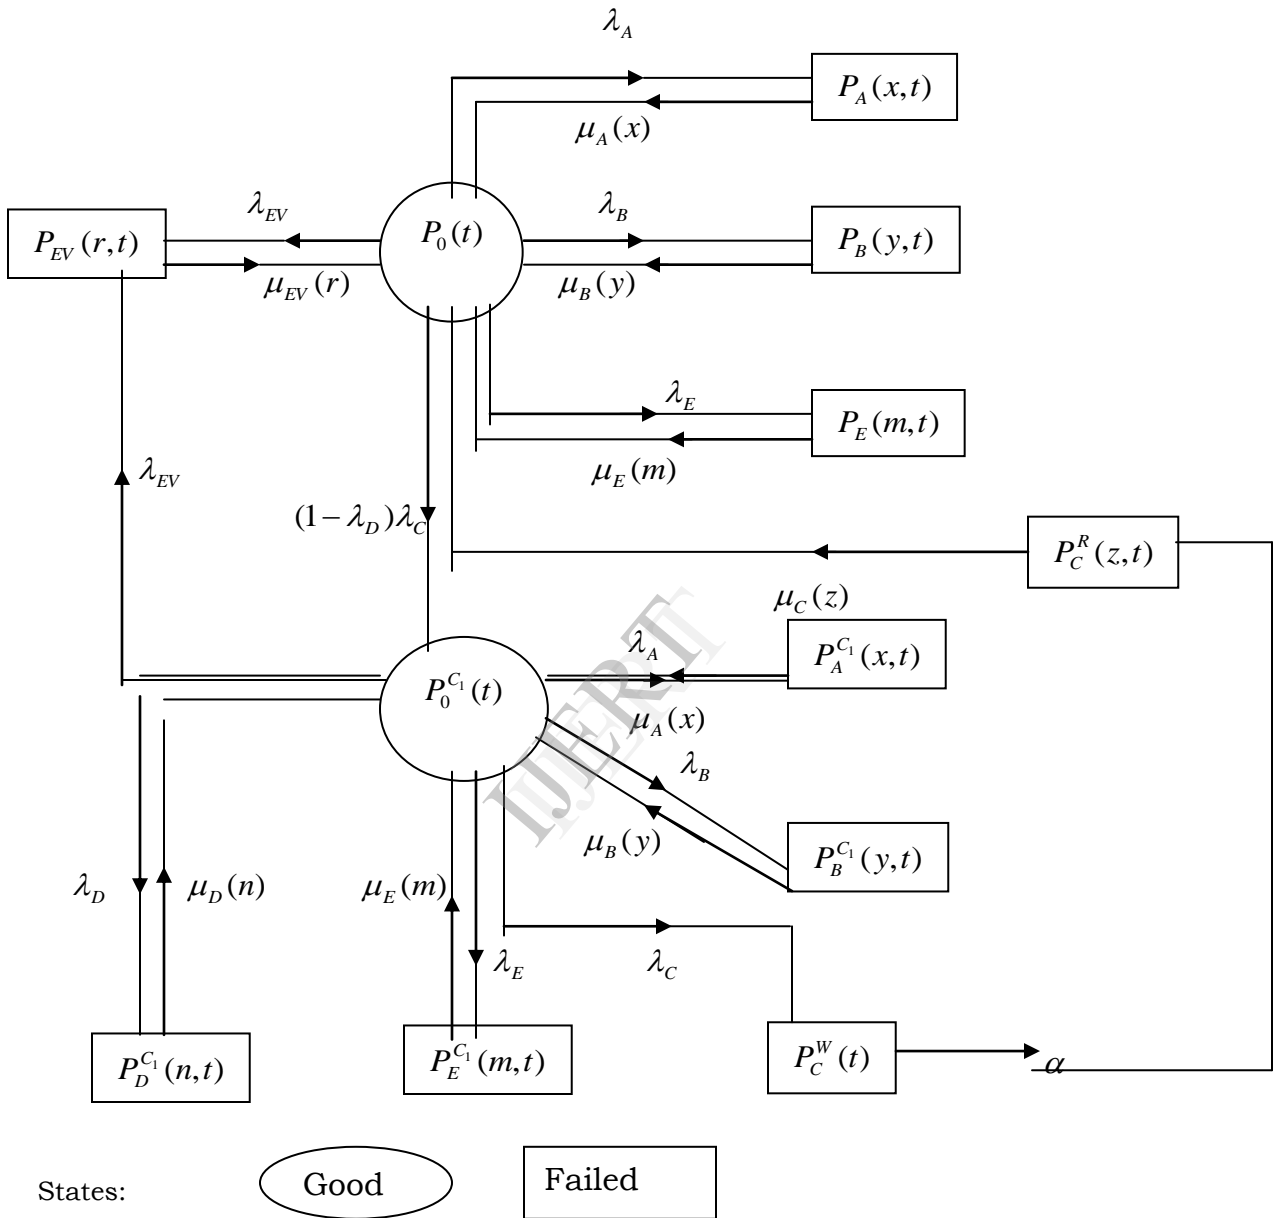 λ_A
P_A(x,t)
μ_A(x)
λ_EV
λ_B
P_EV(r,t)
P_0(t)
P_B(y,t)
μ_EV(r)
μ_B(y)
λ_E
P_E(m,t)
μ_E(m)
λ_EV
(1−λ_D)λ_C
P_C^R(z,t)
μ_C(z)
λ_A
P_A^{C_1}(x,t)
P_0^{C_1}(t)
μ_A(x)
IJERT
λ_B
μ_B(y)
P_B^{C_1}(y,t)
λ_D
μ_D(n)
μ_E(m)
λ_E
λ_C
P_D^{C_1}(n,t)
P_E^{C_1}(m,t)
P_C^W(t)
α
States:
Good
Failed